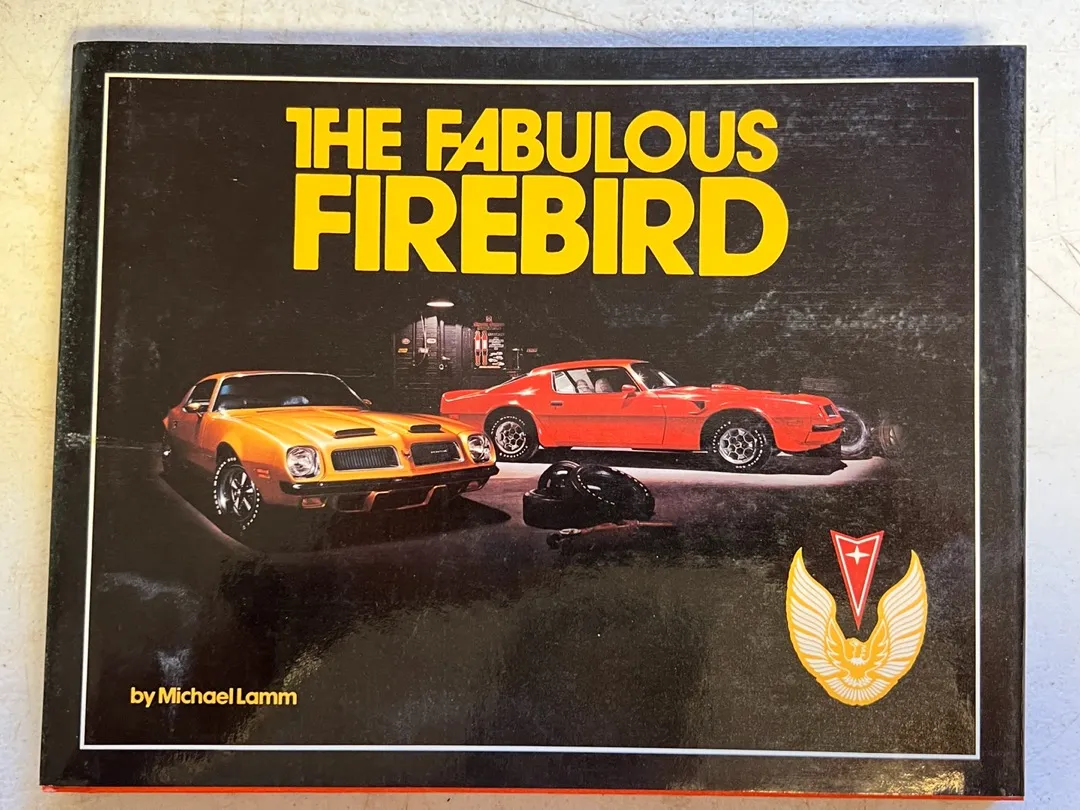 THE FABULOUS
FIREBIRD
by Michael Lamm